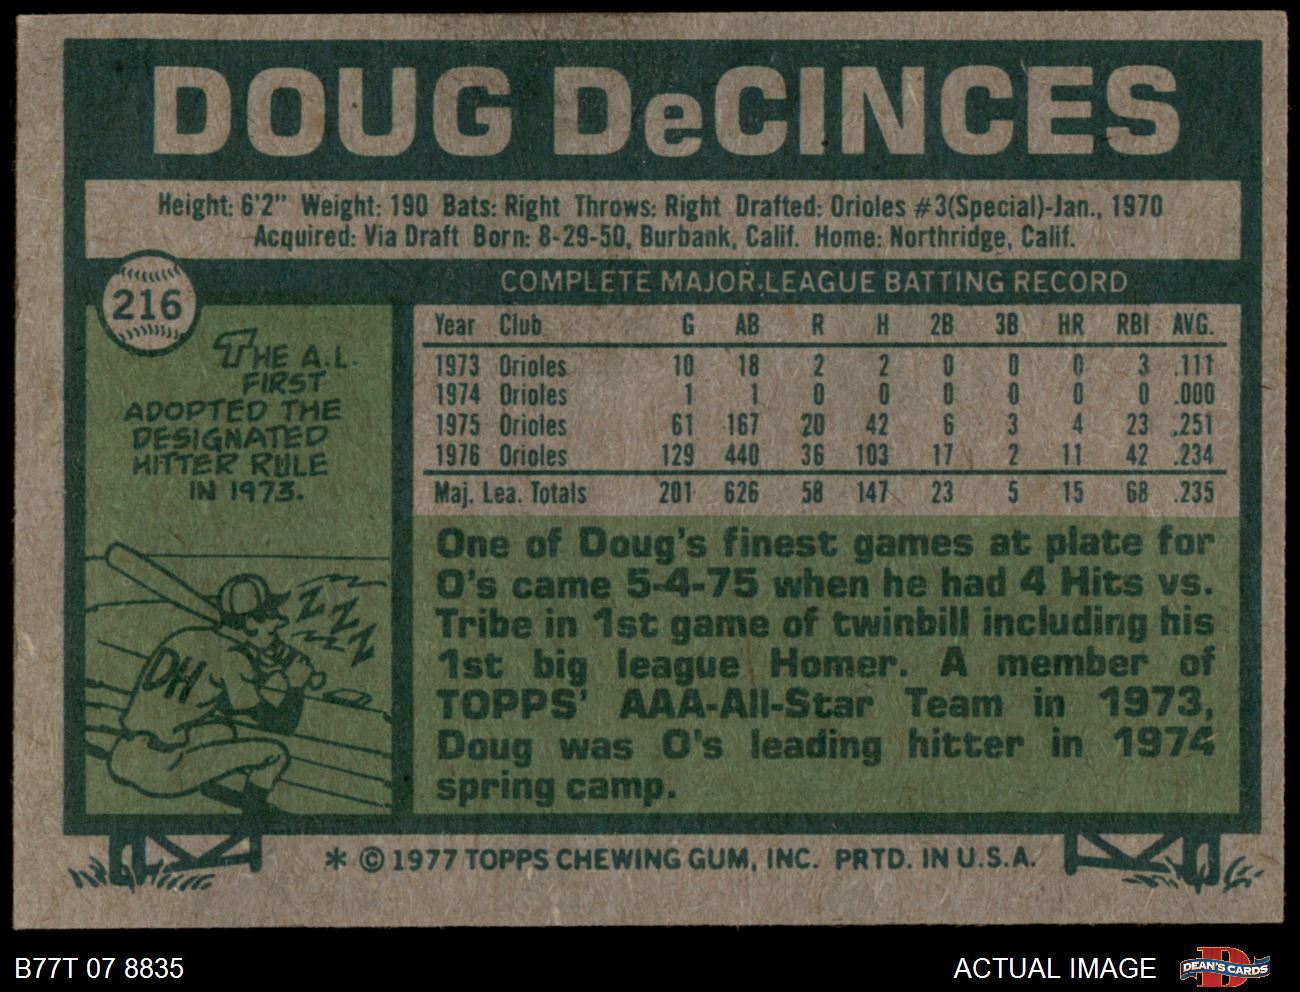 DOUG DeCINCES
Height: 6'2" Weight: 190 Bats: Right Throws: Right Drafted: Orioles #3(Special)-Jan., 1970
Acquired: Via Draft Born: 8-29-50, Burbank, Calif. Home: Northridge, Calif.
216
THE A.L.
FIRST
ADOPTED THE
DESIGNATED
HITTER RULE
IN 1973.
DH
ZZZZ
COMPLETE MAJOR LEAGUE BATTING RECORD
Year Club G AB R H 2B 3B HR RBI AVG.
1973 Orioles 10 18 2 2 0 0 0 3 .111
1974 Orioles 1 1 0 0 0 0 0 0 .000
1975 Orioles 61 167 20 42 6 3 4 23 .251
1976 Orioles 129 440 36 103 17 2 11 42 .234
Maj. Lea. Totals 201 626 58 147 23 5 15 68 .235
One of Doug's finest games at plate for
O's came 5-4-75 when he had 4 Hits vs.
Tribe in 1st game of twinbill including his
1st big league Homer. A member of
TOPPS' AAA-All-Star Team in 1973,
Doug was O's leading hitter in 1974
spring camp.
* © 1977 TOPPS CHEWING GUM, INC. PRTD. IN U.S.A.
B77T 07 8835
ACTUAL IMAGE
D
DEAN'S CARDS